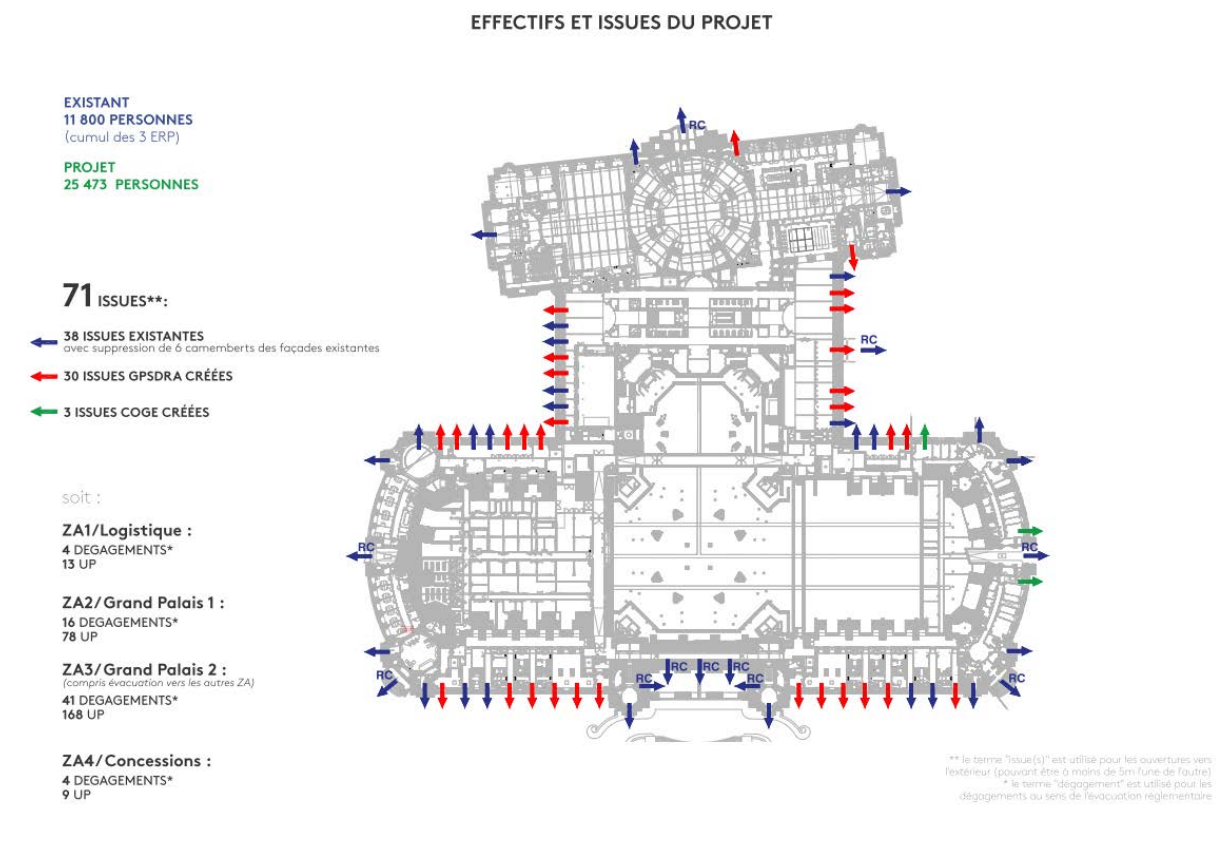 EFFECTIFS ET ISSUES DU PROJET
EXISTANT
11 800 PERSONNES
(cumul des 3 ERP)
PROJET
25 473 PERSONNES
71 ISSUES**:
38 ISSUES EXISTANTES
avec suppression de 6 camemberts des façades existantes
30 ISSUES GPSDRA CRÉÉES
3 ISSUES COGE CRÉÉES
soit :
ZA1/Logistique :
4 DEGAGEMENTS*
13 UP
ZA2/Grand Palais 1 :
16 DEGAGEMENTS*
78 UP
ZA3/Grand Palais 2 :
(compris évacuation vers les autres ZA)
41 DEGAGEMENTS*
168 UP
ZA4/Concessions :
4 DEGAGEMENTS*
9 UP
RC
RC
RC
RC
RC
RC
RC
RC
RC
RC
RC
** le terme "issue(s)" est utilisé pour les ouvertures vers
l'extérieur (pouvant être à moins de 5m l'une de l'autre)
* le terme "dégagement" est utilisé pour les
dégagements au sens de l'évacuation réglementaire